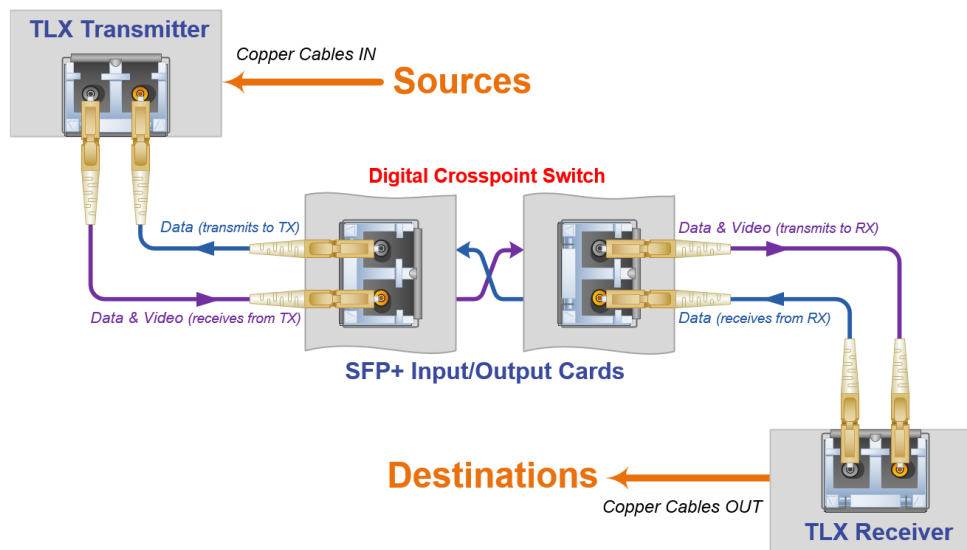 TLX Transmitter
Copper Cables IN
Sources
Digital Crosspoint Switch
Data (transmits to TX)
Data & Video (transmits to RX)
Data & Video (receives from TX)
Data (receives from RX)
SFP+ Input/Output Cards
Destinations
Copper Cables OUT
TLX Receiver